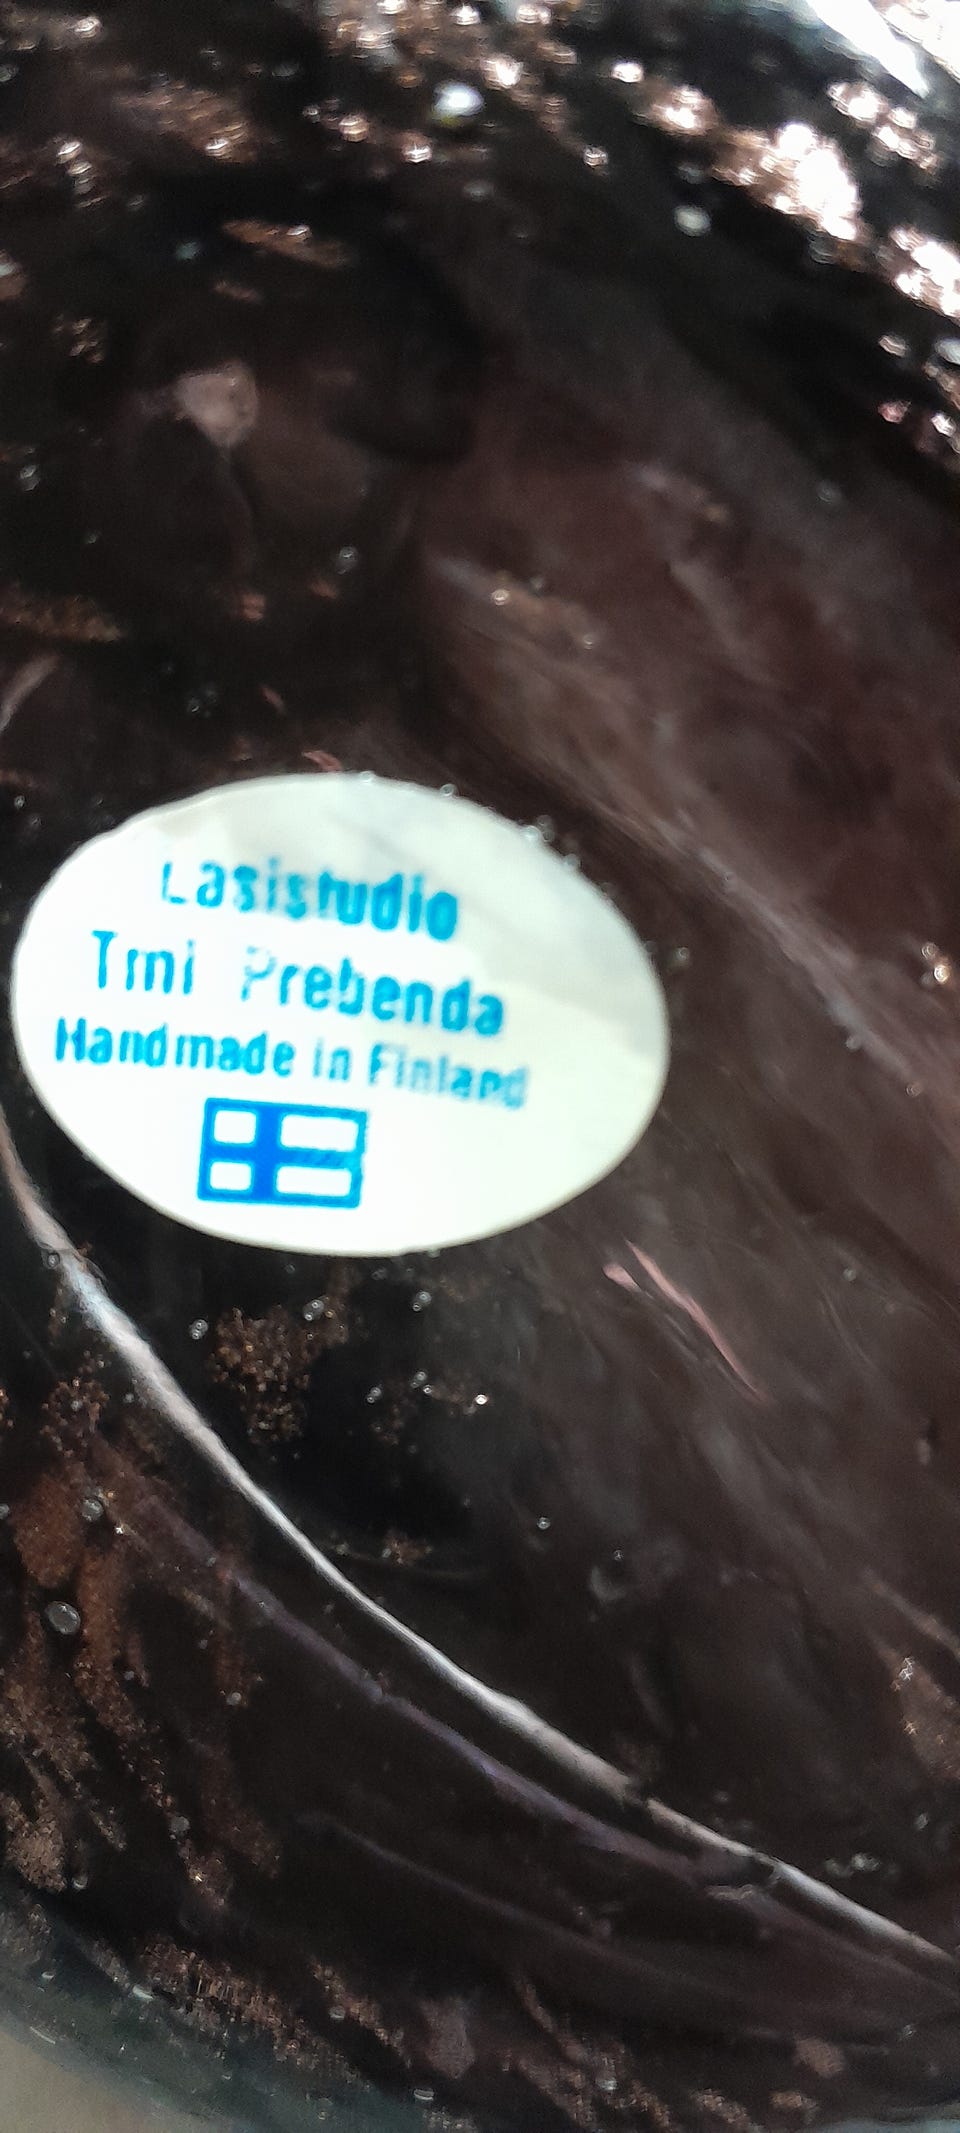 Lasistudio
Tmi Prebenda
Handmade in Finland